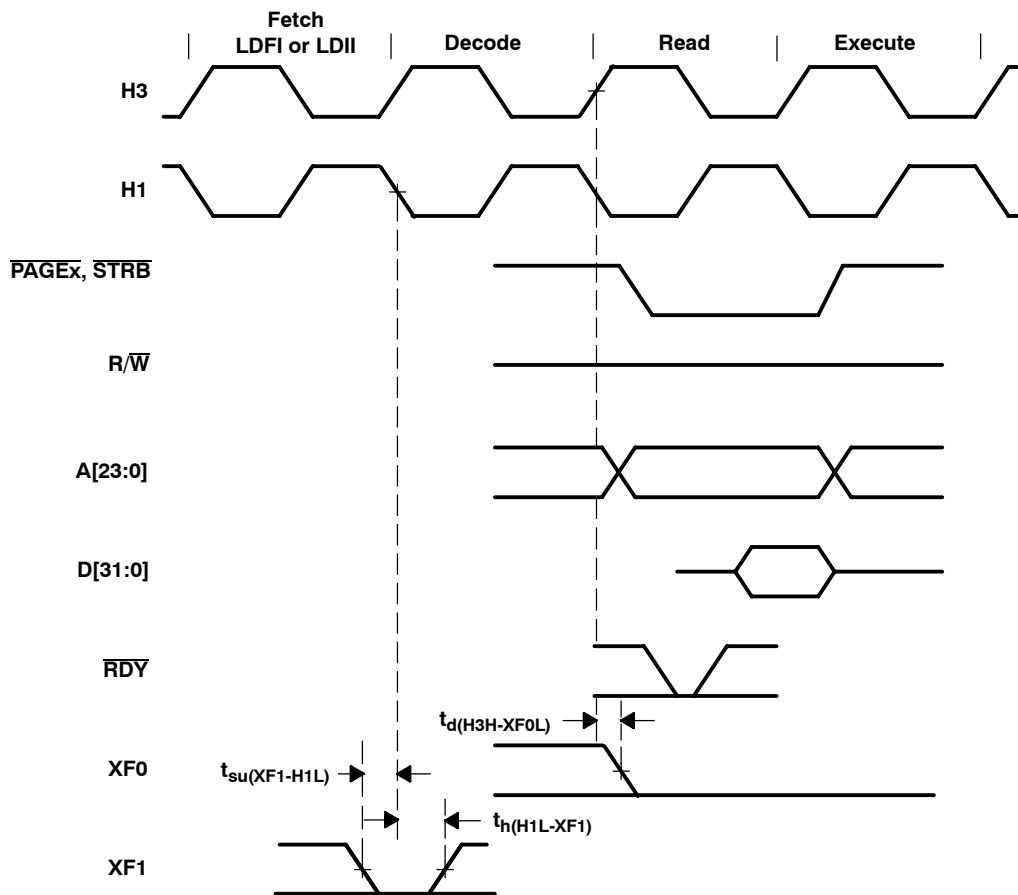 Fetch
LDFI or LDII
Decode
Read
Execute
H3
H1
PAGEx, STRB
R/W
A[23:0]
D[31:0]
RDY
td(H3H-XF0L)
XF0
tsu(XF1-H1L)
th(H1L-XF1)
XF1